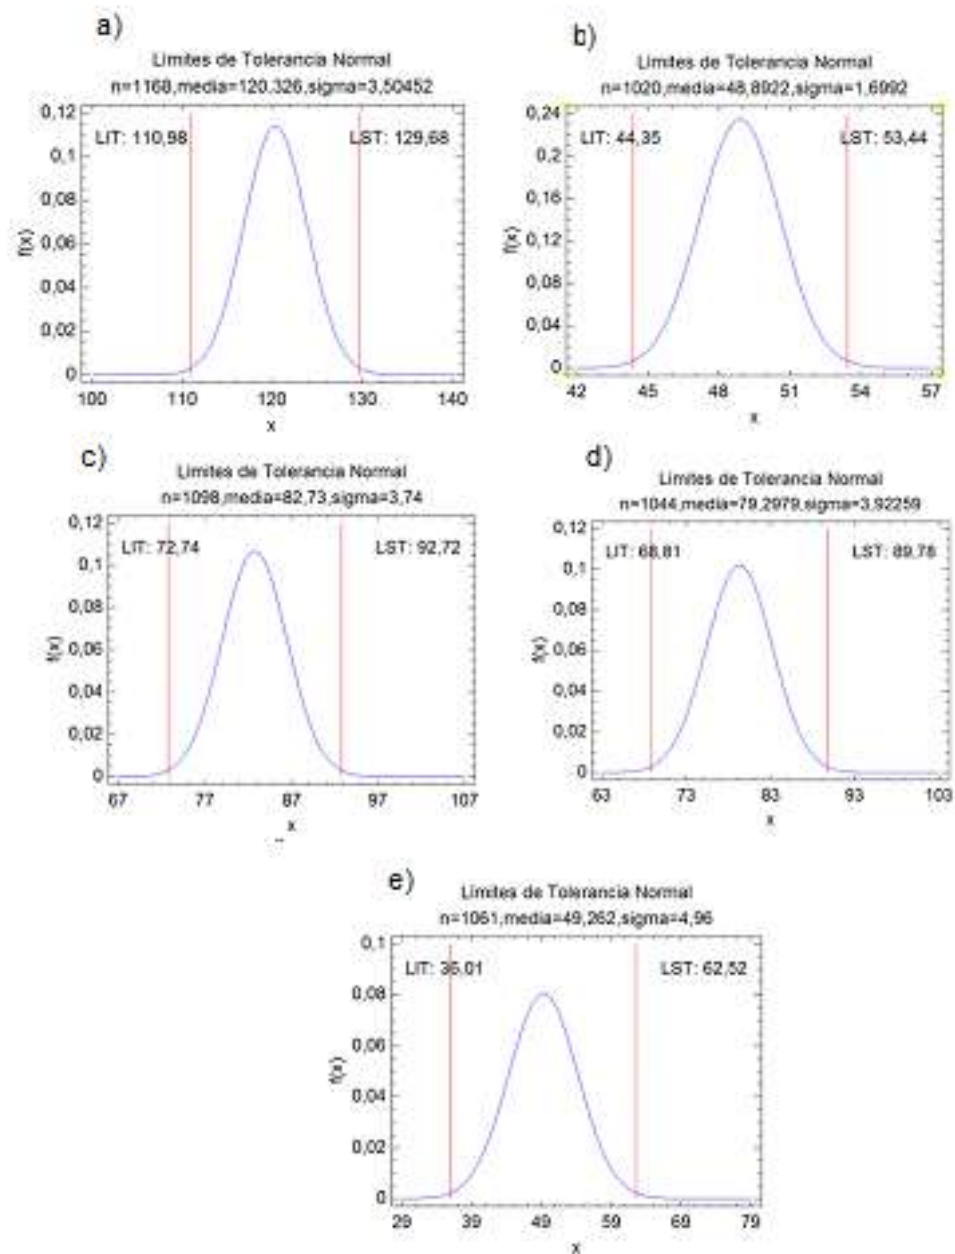 a)
Límites de Tolerancia Normal
n=1168,media=120,326,sigma=3,50452
0,12
LIT: 110,98
LST: 129,68
0,1
0,08
f(x)
0,06
0,04
0,02
0
100 110 120 130 140
x
b)
Límites de Tolerancia Normal
n=1020,media=48,8922,sigma=1,6992
0,24
LIT: 44,35
LST: 53,44
0,2
0,16
f(x)
0,12
0,08
0,04
0
42 45 48 51 54 57
x
c)
Límites de Tolerancia Normal
n=1098,media=82,73,sigma=3,74
0,12
LIT: 72,74
LST: 92,72
0,1
0,08
f(x)
0,06
0,04
0,02
0
67 77 87 97 107
x
d)
Límites de Tolerancia Normal
n=1044,media=79,2979,sigma=3,92259
0,12
LIT: 68,81
LST: 89,78
0,1
0,08
f(x)
0,06
0,04
0,02
0
63 73 83 93 103
x
e)
Límites de Tolerancia Normal
n=1061,media=49,262,sigma=4,96
0,1
LIT: 36,01
LST: 62,52
0,08
0,06
f(x)
0,04
0,02
0
29 39 49 59 69 79
x